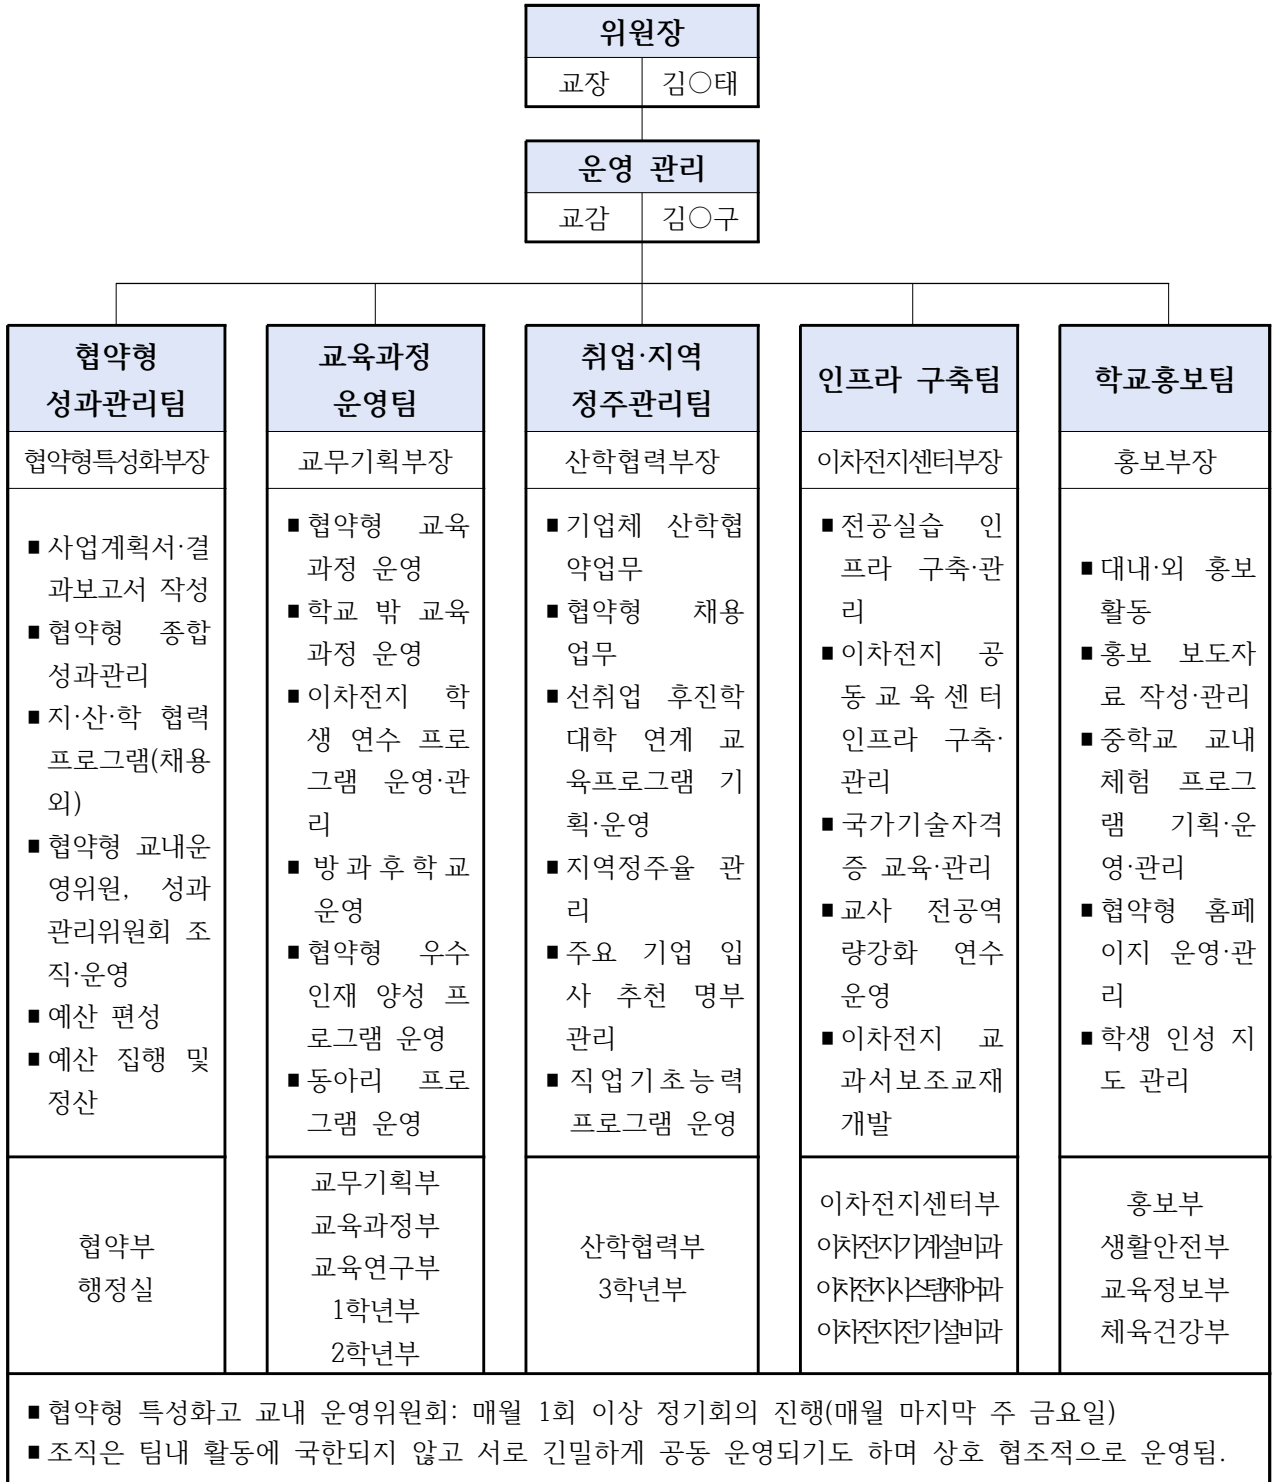 위원장
교장 김○태
운영 관리
교감 김○구
협약형
성과관리팀
협약형특성화부장
■ 사업계획서·결
과보고서 작성
■ 협약형 종합
성과관리
■ 지·산·학 협력
프로그램(채용
외)
■ 협약형 교내운
영위원, 성과
관리위원회 조
직·운영
■ 예산 편성
■ 예산 집행 및
정산
협약부
행정실
교육과정
운영팀
교무기획부장
■ 협약형 교육
과정 운영
■ 학교 밖 교육
과정 운영
■ 이차전지 학
생 연수 프로
그램 운영·관
리
■ 방과후학교
운영
■ 협약형 우수
인재 양성 프
로그램 운영
■ 동아리 프로
그램 운영
교무기획부
교육과정부
교육연구부
1학년부
2학년부
취업·지역
정주관리팀
산학협력부장
■ 기업체 산학협
약업무
■ 협약형 채용
업무
■ 선취업 후진학
대학 연계 교
육프로그램 기
획·운영
■ 지역정주율 관
리
■ 주요 기업 입
사 추천 명부
관리
■ 직업기초능력
프로그램 운영
산학협력부
3학년부
인프라 구축팀
이차전지센터부장
■ 전공실습 인
프라 구축·관
리
■ 이차전지 공
동교육센터
인프라 구축·
관리
■ 국가기술자격
증 교육·관리
■ 교사 전공역
량강화 연수
운영
■ 이차전지 교
과서보조교재
개발
이차전지센터부
이차전지기계설비과
이차전지시스템제어과
이차전지전기설비과
학교홍보팀
홍보부장
■ 대내·외 홍보
활동
■ 홍보 보도자
료 작성·관리
■ 중학교 교내
체험 프로그
램 기획·운
영·관리
■ 협약형 홈페
이지 운영·관
리
■ 학생 인성 지
도 관리
홍보부
생활안전부
교육정보부
체육건강부
■ 협약형 특성화고 교내 운영위원회: 매월 1회 이상 정기회의 진행(매월 마지막 주 금요일)
■ 조직은 팀내 활동에 국한되지 않고 서로 긴밀하게 공동 운영되기도 하며 상호 협조적으로 운영됨.